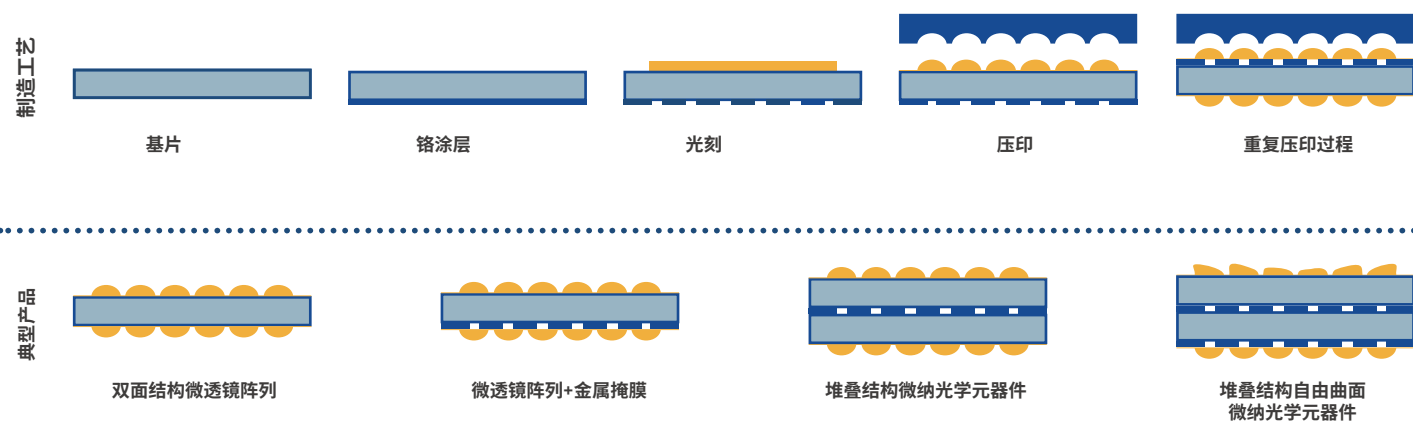 制造工艺
基片
铬涂层
光刻
压印
重复压印过程
典型产品
双面结构微透镜阵列
微透镜阵列+金属掩膜
堆叠结构微纳光学元器件
堆叠结构自由曲面
微纳光学元器件